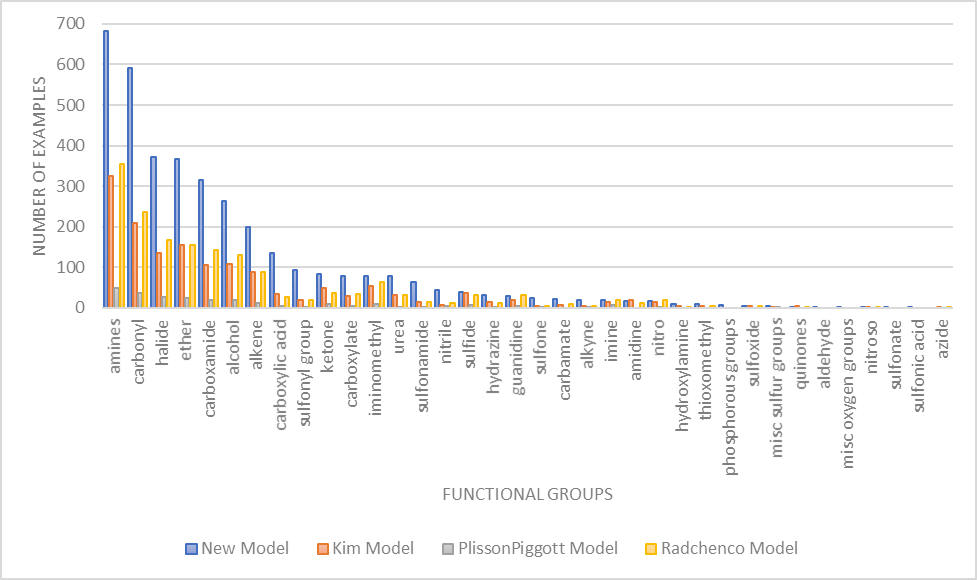 700
600
500
400
300
200
100
0
NUMBER OF EXAMPLES
amines
carbonyl
halide
ether
carboxamide
alcohol
alkene
carboxylic acid
sulfonyl group
ketone
carboxylate
iminomethyl
urea
sulfonamide
nitrile
sulfide
hydrazine
guanidine
sulfone
carbamate
alkyne
imine
amidine
nitro
hydroxylamine
thioxomethyl
phosphorous groups
sulfoxide
misc sulfur groups
quinones
aldehyde
misc oxygen groups
nitroso
sulfonate
sulfonic acid
azide
FUNCTIONAL GROUPS
New Model Kim Model PlissonPiggott Model Radchenco Model